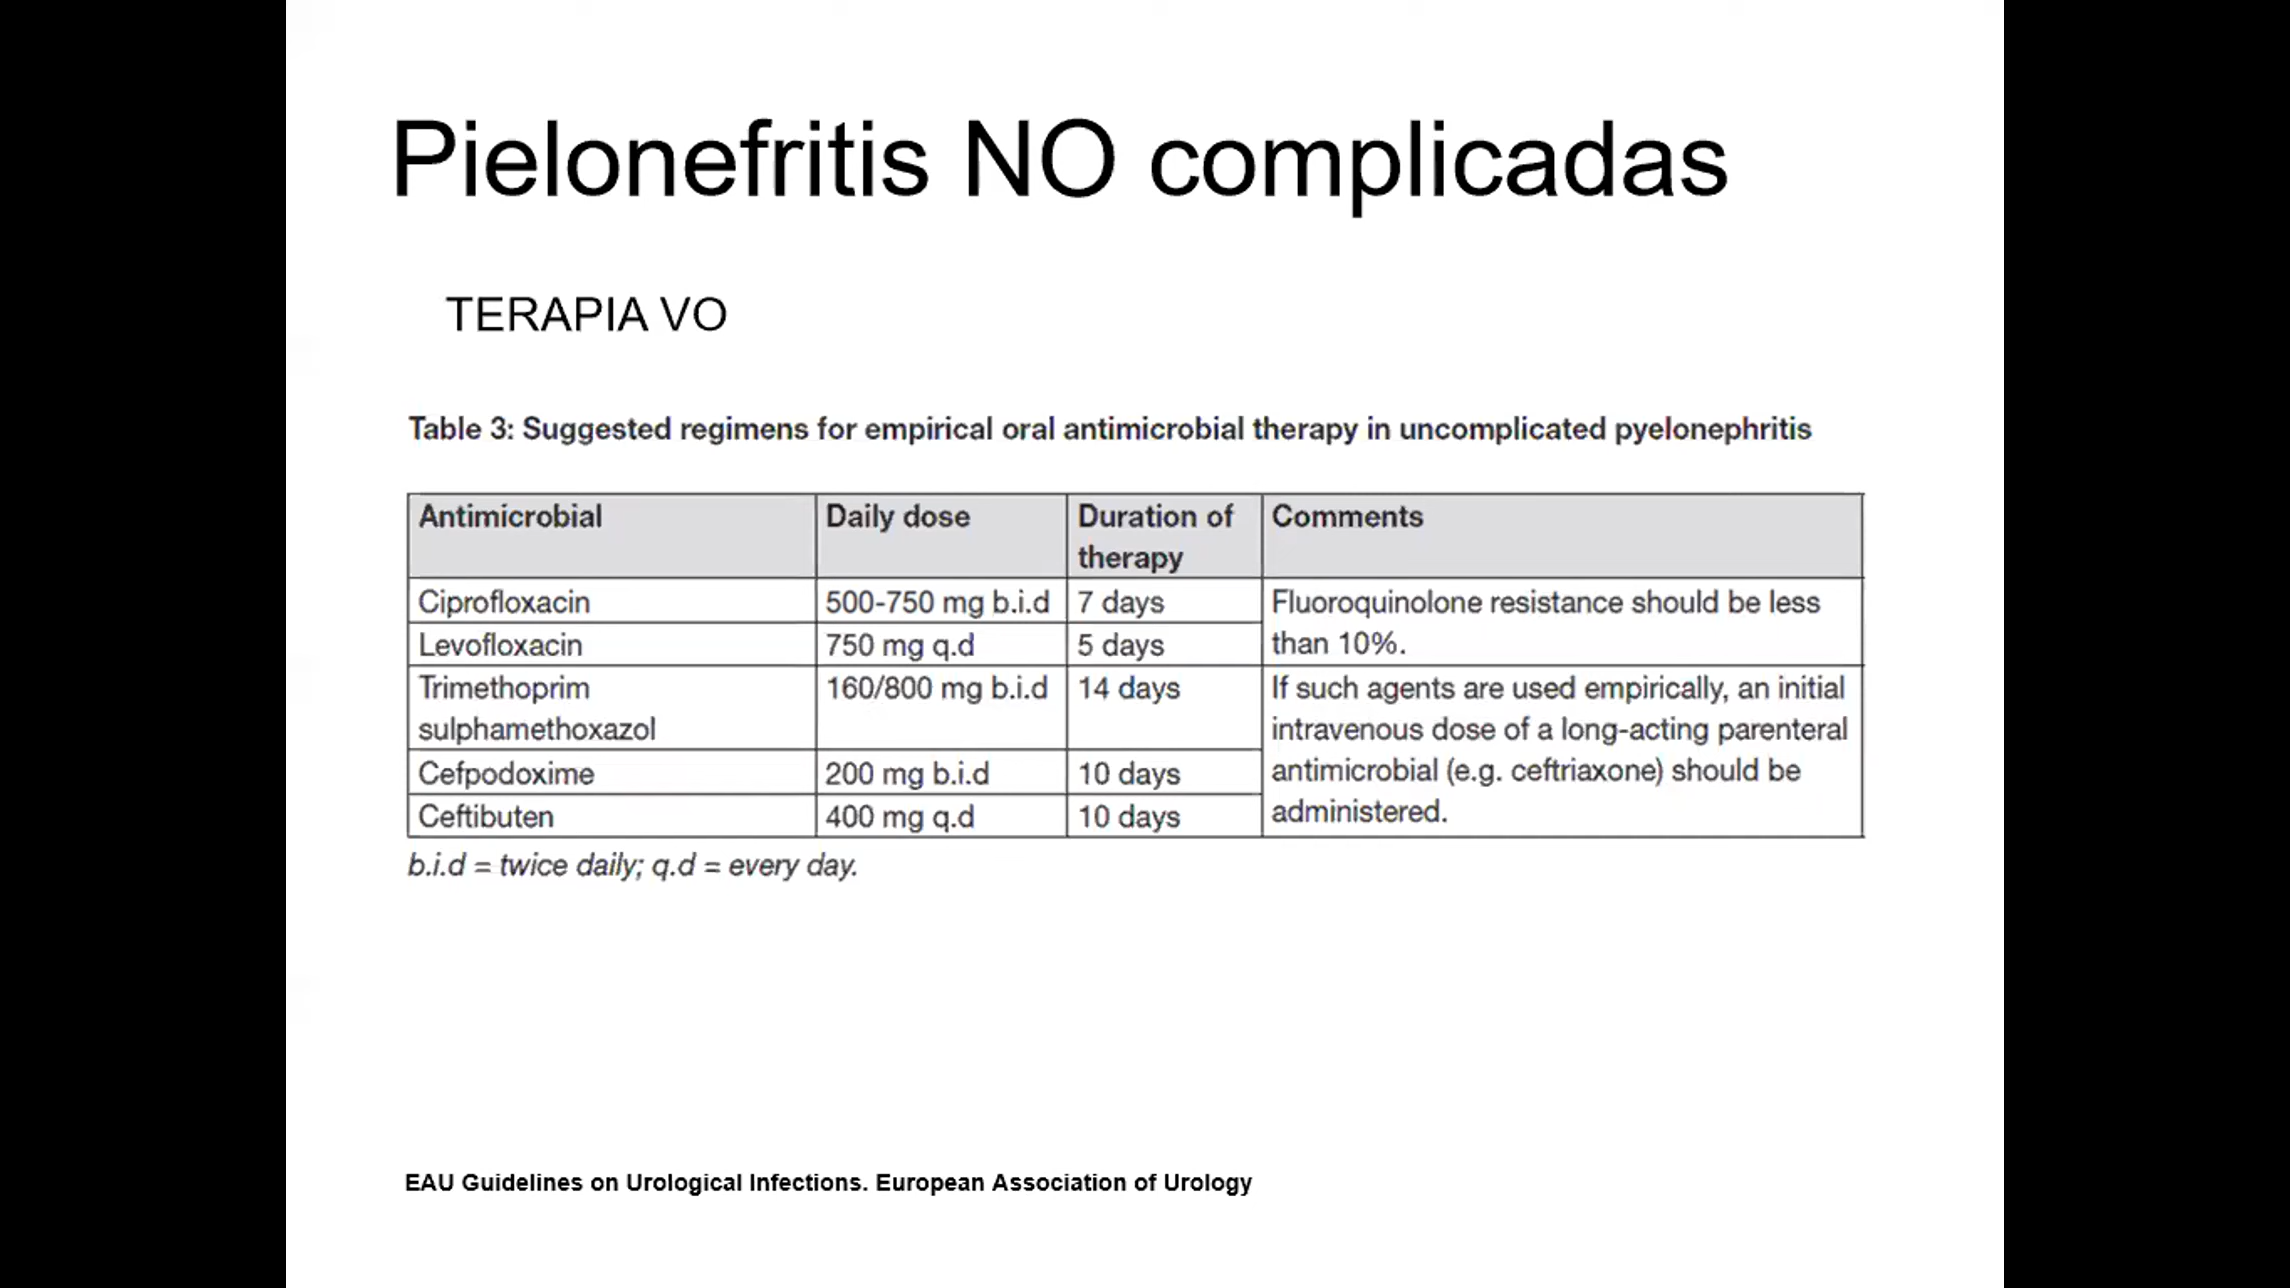 Pielonefritis NO complicadas
TERAPIA VO
Table 3: Suggested regimens for empirical oral antimicrobial therapy in uncomplicated pyelonephritis
Antimicrobial
Daily dose
Duration of
therapy
Comments
Ciprofloxacin
500-750 mg b.i.d
7 days
Fluoroquinolone resistance should be less
than 10%.
Levofloxacin
750 mg q.d
5 days
Trimethoprim
sulphamethoxazol
160/800 mg b.i.d
14 days
If such agents are used empirically, an initial
intravenous dose of a long-acting parenteral
antimicrobial (e.g. ceftriaxone) should be
administered.
Cefpodoxime
200 mg b.i.d
10 days
Ceftibuten
400 mg q.d
10 days
b.i.d = twice daily; q.d = every day.
EAU Guidelines on Urological Infections. European Association of Urology